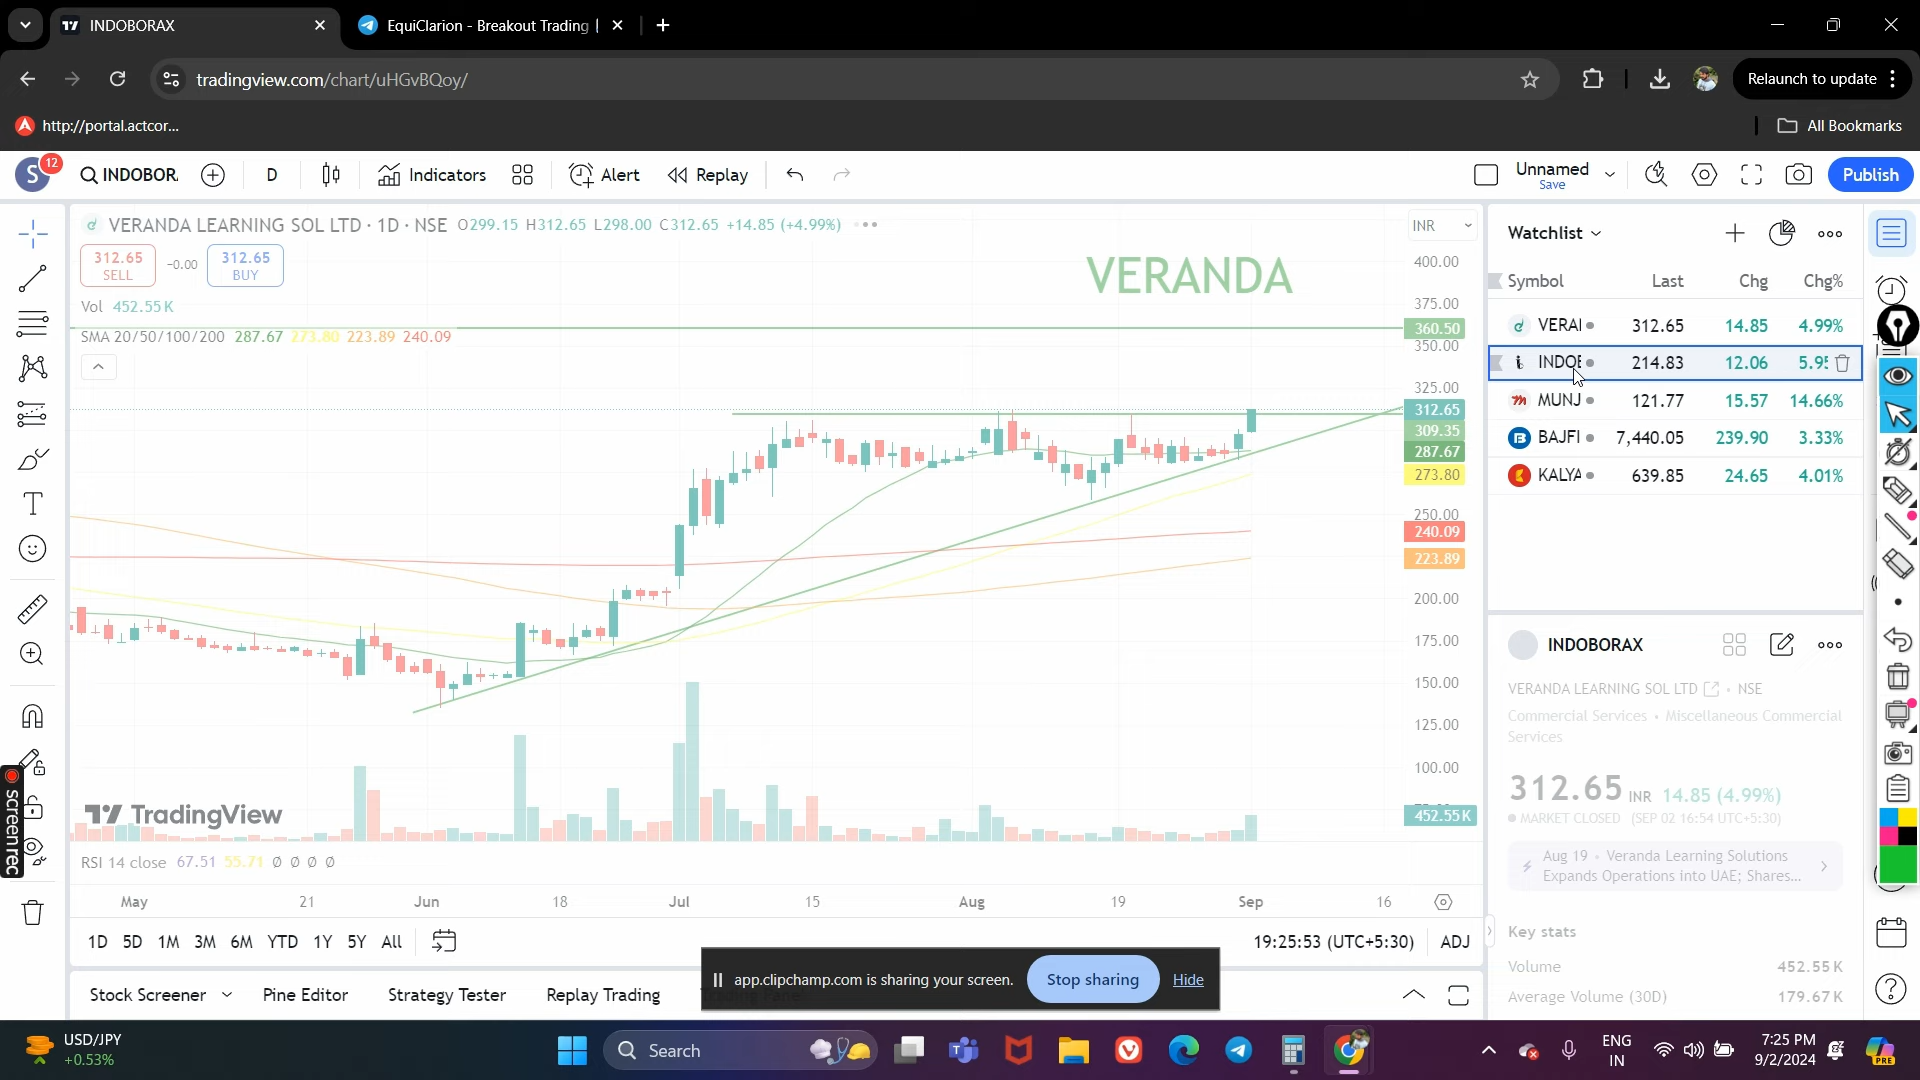 INDOBORAX
EquiClarion - Breakout Trading |
tradingview.com/chart/uHGvBQoy/
Relaunch to update
http://portal.actcor...
All Bookmarks
S
12
INDOBOR
D
Indicators
Alert
Replay
Unnamed
Save
Publish
VERANDA LEARNING SOL LTD · 1D · NSE O299.15 H312.65 L298.00 C312.65 +14.85 (+4.99%)
312.65
SELL
-0.00
312.65
BUY
Vol 452.55K
SMA 20/50/100/200 287.67 273.80 223.89 240.09
VERANDA
INR
400.00
375.00
360.50
350.00
325.00
312.65
309.35
287.67
273.80
250.00
240.09
223.89
200.00
175.00
150.00
125.00
100.00
452.55K
TradingView
RSI 14 close 67.51 55.71 Ø Ø Ø Ø
May 21 Jun 18 Jul 15 Aug 19 Sep 16
1D 5D 1M 3M 6M YTD 1Y 5Y All
19:25:53 (UTC+5:30) ADJ
Stock Screener Pine Editor Strategy Tester Replay Trading
app.clipchamp.com is sharing your screen. Stop sharing Hide
Watchlist
Symbol Last Chg Chg%
VERAI 312.65 14.85 4.99%
INDOE 214.83 12.06 5.95
MUNJ 121.77 15.57 14.66%
BAJFI 7,440.05 239.90 3.33%
KALYA 639.85 24.65 4.01%
INDOBORAX
VERANDA LEARNING SOL LTD • NSE
Commercial Services • Miscellaneous Commercial
Services
312.65 INR 14.85 (4.99%)
MARKET CLOSED (SEP 02 16:54 UTC+5:30)
Aug 19 • Veranda Learning Solutions
Expands Operations into UAE; Shares...
Key stats
Volume 452.55K
Average Volume (30D) 179.67K
screenrec
USD/JPY
+0.53%
Search
ENG
IN
7:25 PM
9/2/2024
PRE